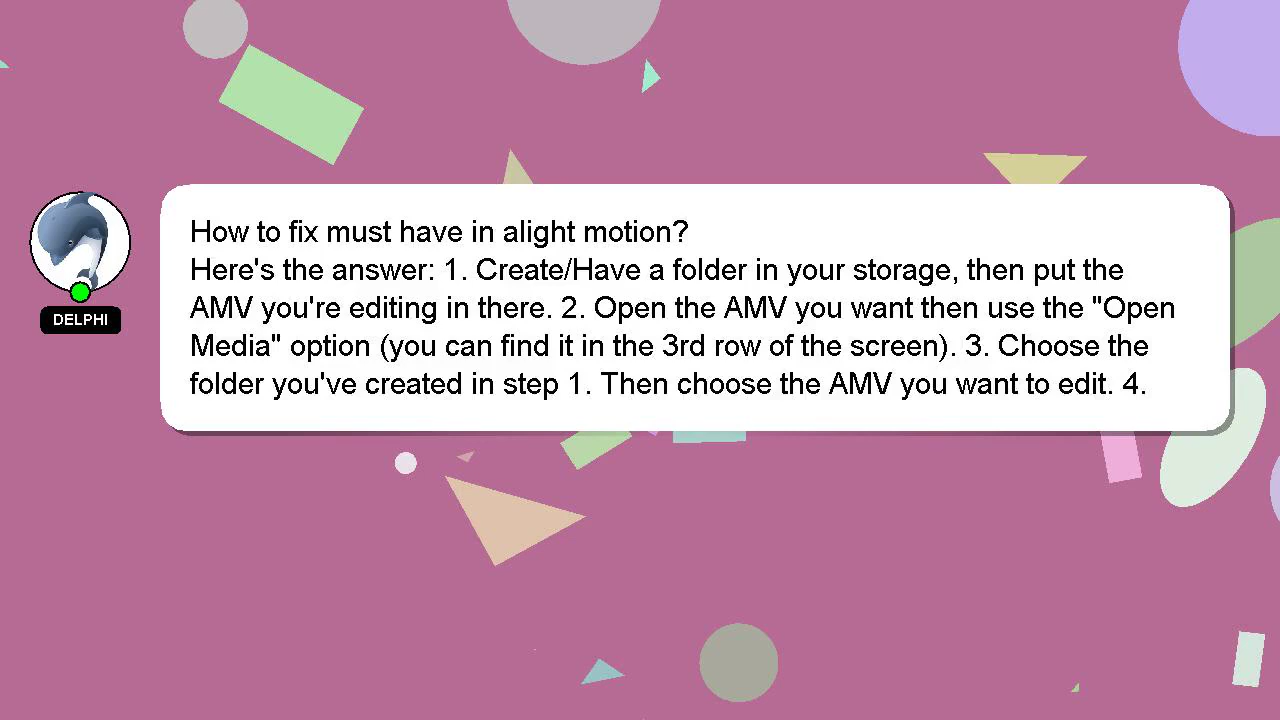 How to fix must have in alight motion?
Here's the answer: 1. Create/Have a folder in your storage, then put the
AMV you're editing in there. 2. Open the AMV you want then use the "Open
Media" option (you can find it in the 3rd row of the screen). 3. Choose the
folder you've created in step 1. Then choose the AMV you want to edit. 4.
DELPHI